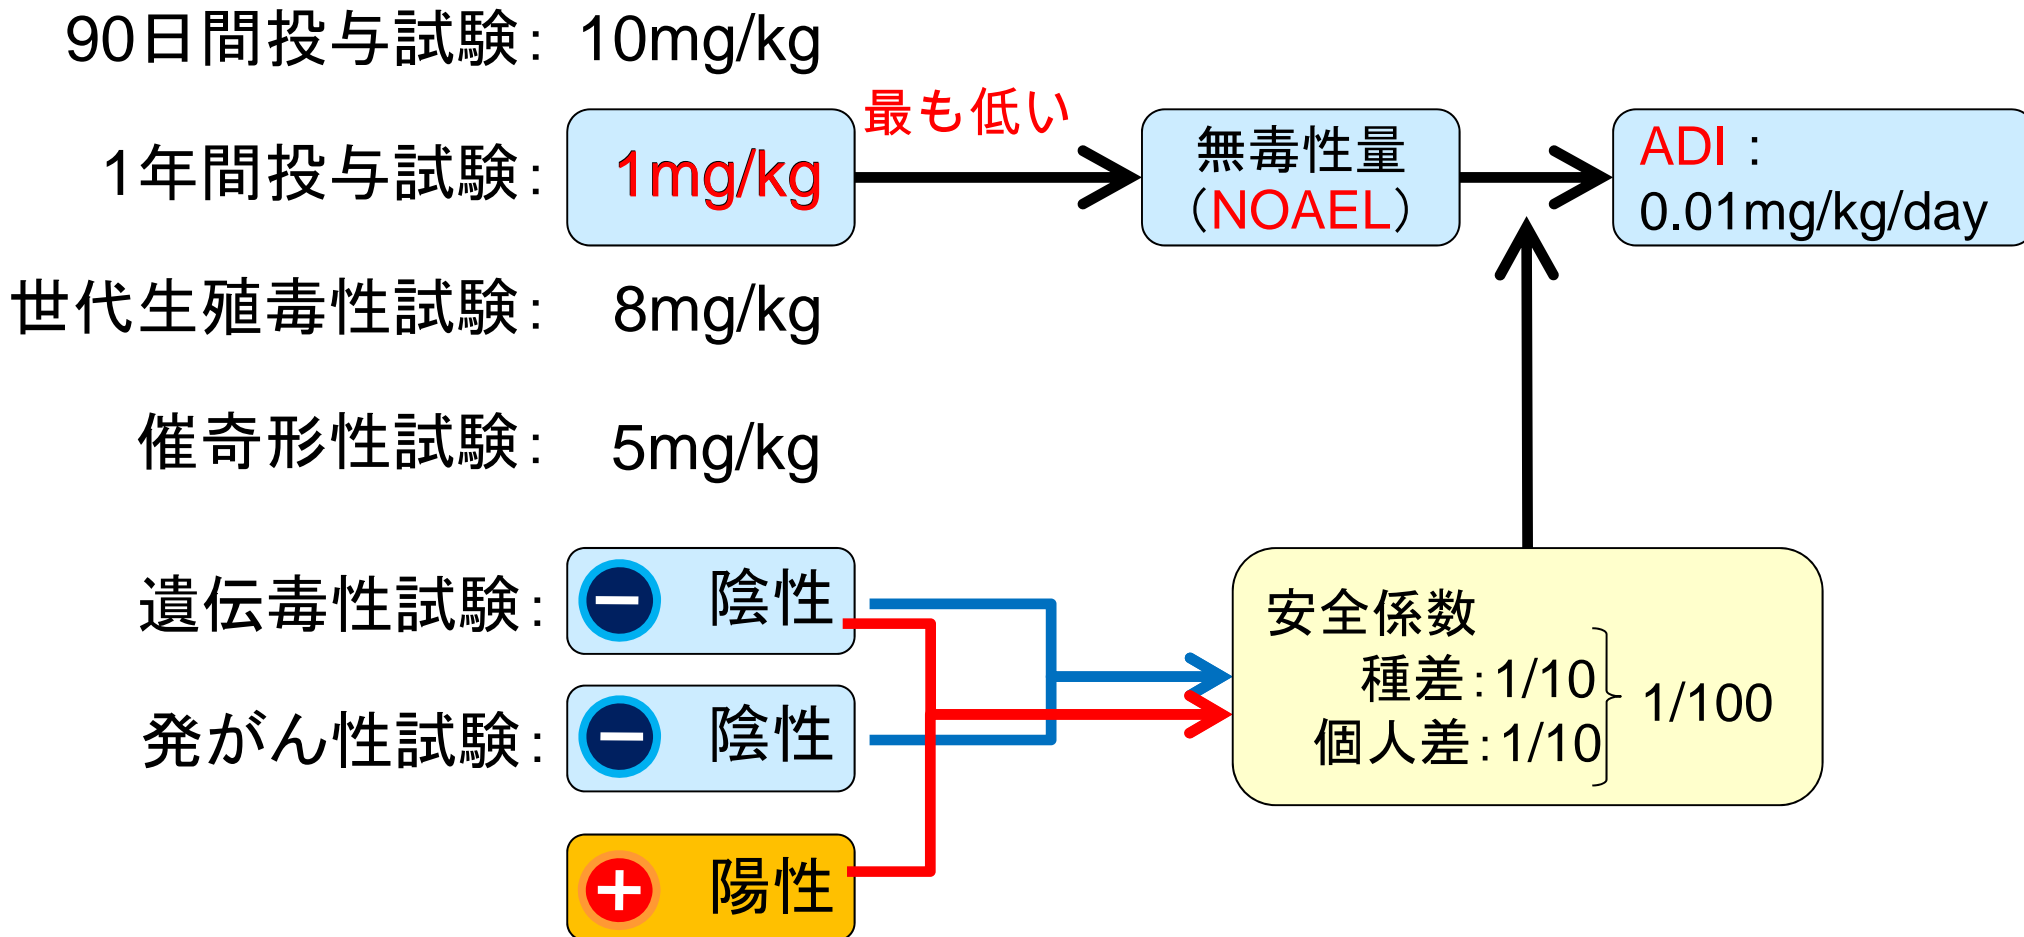 90日間投与試験： 10mg/kg
最も低い
1年間投与試験： 1mg/kg
無毒性量
（NOAEL）
ADI：
0.01mg/kg/day
世代生殖毒性試験： 8mg/kg
催奇形性試験： 5mg/kg
遺伝毒性試験： − 陰性
発がん性試験： − 陰性
+ 陽性
安全係数
種差：1/10
個人差：1/10
1/100